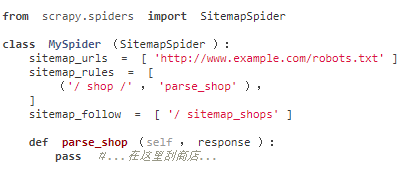 from scrapy.spiders import SitemapSpider
class MySpider (SitemapSpider ) :
sitemap_urls = [ 'http://www.example.com/robots.txt' ]
sitemap_rules = [
('/ shop /' , 'parse_shop' ) ,
]
sitemap_follow = [ '/ sitemap_shops' ]
def parse_shop (self , response ) :
pass #...在这里刮商店...